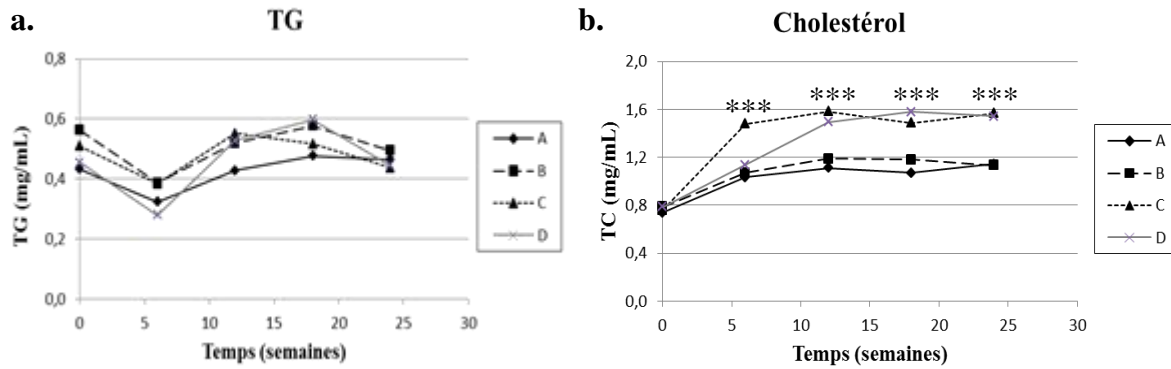 a.
TG
0,8
0,6
0,4
0,2
0,0
TG (mg/mL)
0 5 10 15 20 25 30
Temps (semaines)
A
B
C
D
b.
Cholestérol
2,0
1,6
1,2
0,8
0,4
0,0
TC (mg/mL)
*** *** *** ***
0 5 10 15 20 25 30
Temps (semaines)
A
B
C
D